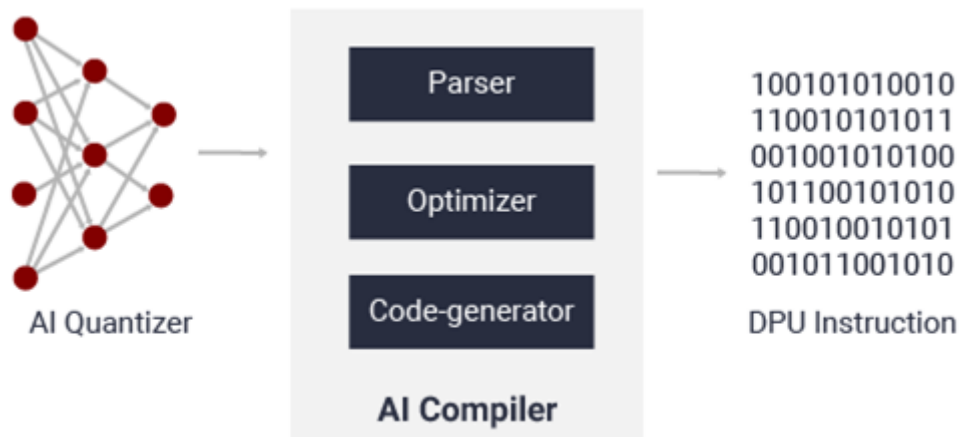 AI Quantizer
Parser
Optimizer
Code-generator
AI Compiler
100101010010
110010101011
001001010100
101100101010
110010010101
001011001010
DPU Instruction